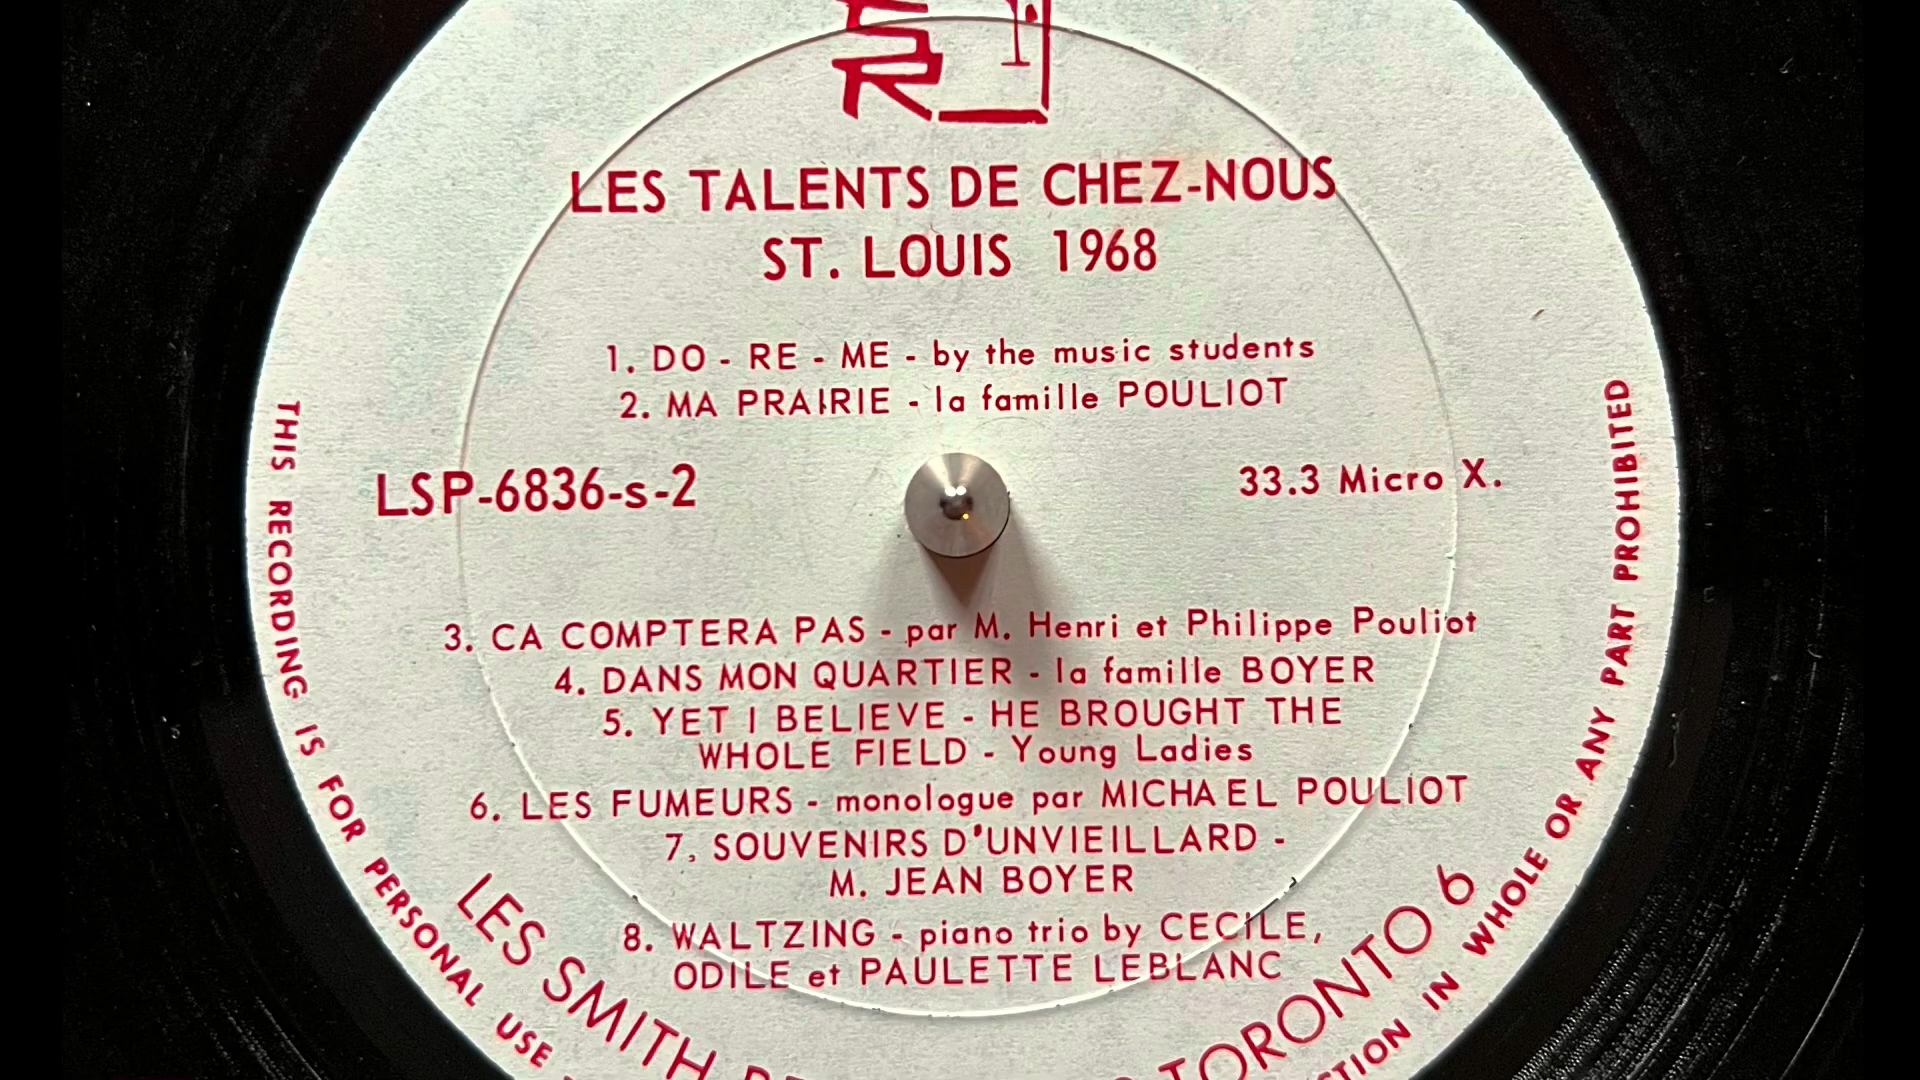 LES TALENTS DE CHEZ-NOUS
ST. LOUIS 1968
1. DO - RE - ME - by the music students
2. MA PRAIRIE - la famille POULIOT
LSP-6836-s-2
33.3 Micro X.
3. CA COMPTERA PAS - par M. Henri et Philippe Pouliot
4. DANS MON QUARTIER - la famille BOYER
5. YET I BELIEVE - HE BROUGHT THE
WHOLE FIELD - Young Ladies
6. LES FUMEURS - monologue par MICHAEL POULIOT
7. SOUVENIRS D'UNVIEILLARD -
M. JEAN BOYER
8. WALTZING - piano trio by CECILE,
ODILE et PAULETTE LEBLANC
LES SMITH
TORONTO 6
THIS RECORDING IS FOR PERSONAL USE
IN WHOLE OR ANY PART PROHIBITED